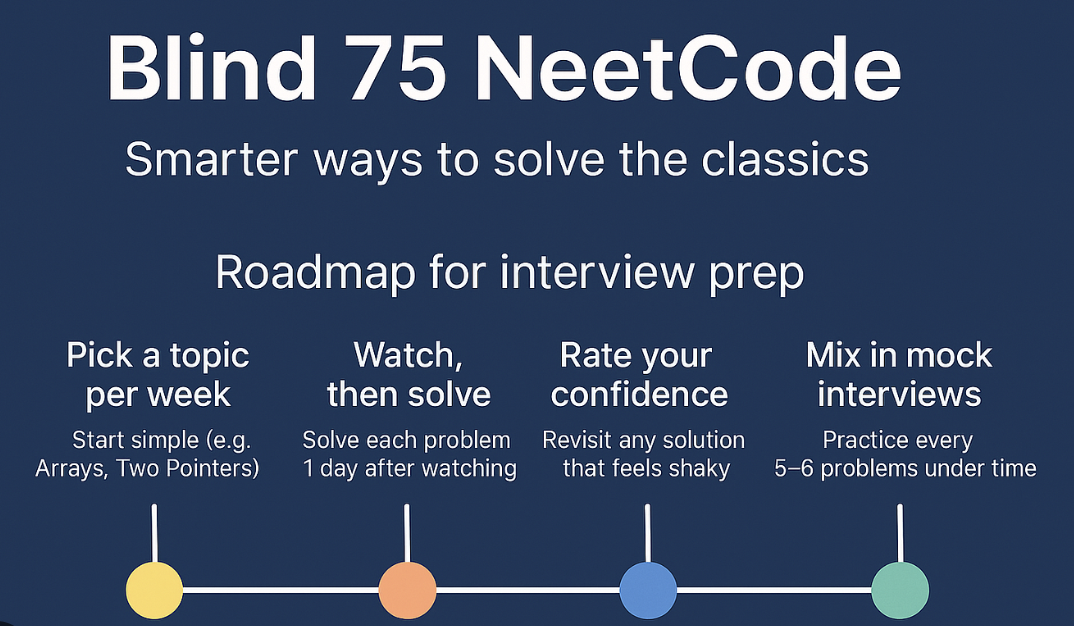 Blind 75 NeetCode
Smarter ways to solve the classics
Roadmap for interview prep
Pick a topic
per week
Start simple (e.g.
Arrays, Two Pointers)
Watch,
then solve
Solve each problem
1 day after watching
Rate your
confidence
Revisit any solution
that feels shaky
Mix in mock
interviews
Practice every
5–6 problems under time